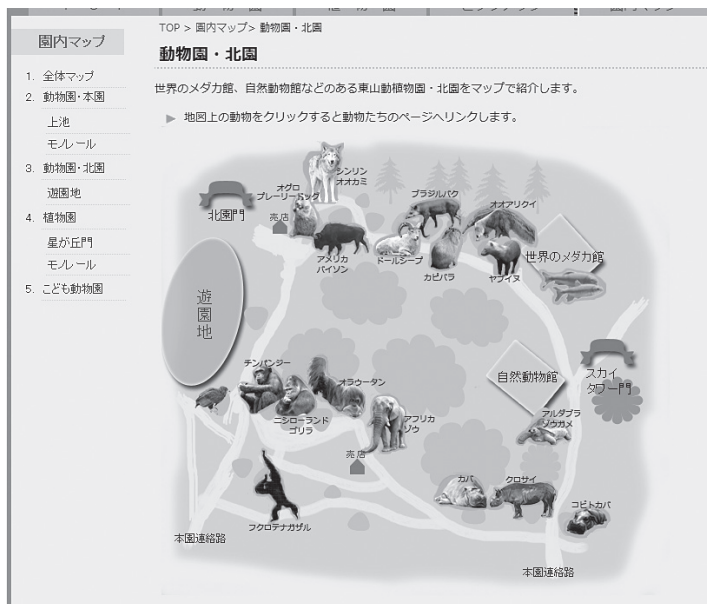 TOP > 園内マップ> 動物園・北園
園内マップ
動物園・北園
1. 全体マップ
2. 動物園・本園
上池
モノレール
3. 動物園・北園
遊園地
4. 植物園
星が丘門
モノレール
5. こども動物園
世界のメダカ館、自然動物館などのある東山動植物園・北園をマップで紹介します。
▶ 地図上の動物をクリックすると動物たちのページへリンクします。
シンリン
オオカミ
オグロ
プレーリードッグ
北園門
売店
ブラジルバク
オオアリクイ
アメリカ
バイソン
ドールシープ
カピバラ
ヤブイヌ
世界のメダカ館
遊園地
チンパンジー
オラウータン
ニシローランド
ゴリラ
アフリカ
ゾウ
自然動物館
スカイ
タワー門
アルダブラ
ゾウガメ
売店
カバ
クロサイ
コビトカバ
フクロテナガザル
本園連絡路
本園連絡路